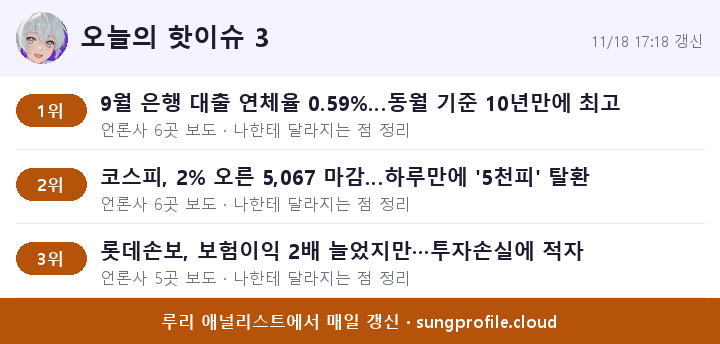 오늘의 핫이슈 3
11/18 17:18 갱신
1위
9월 은행 대출 연체율 0.59%…동월 기준 10년만에 최고
언론사 6곳 보도 · 나한테 달라지는 점 정리
2위
코스피, 2% 오른 5,067 마감…하루만에 '5천피' 탈환
언론사 6곳 보도 · 나한테 달라지는 점 정리
3위
롯데손보, 보험이익 2배 늘었지만…투자손실에 적자
언론사 5곳 보도 · 나한테 달라지는 점 정리
루리 애널리스트에서 매일 갱신 · sungprofile.cloud